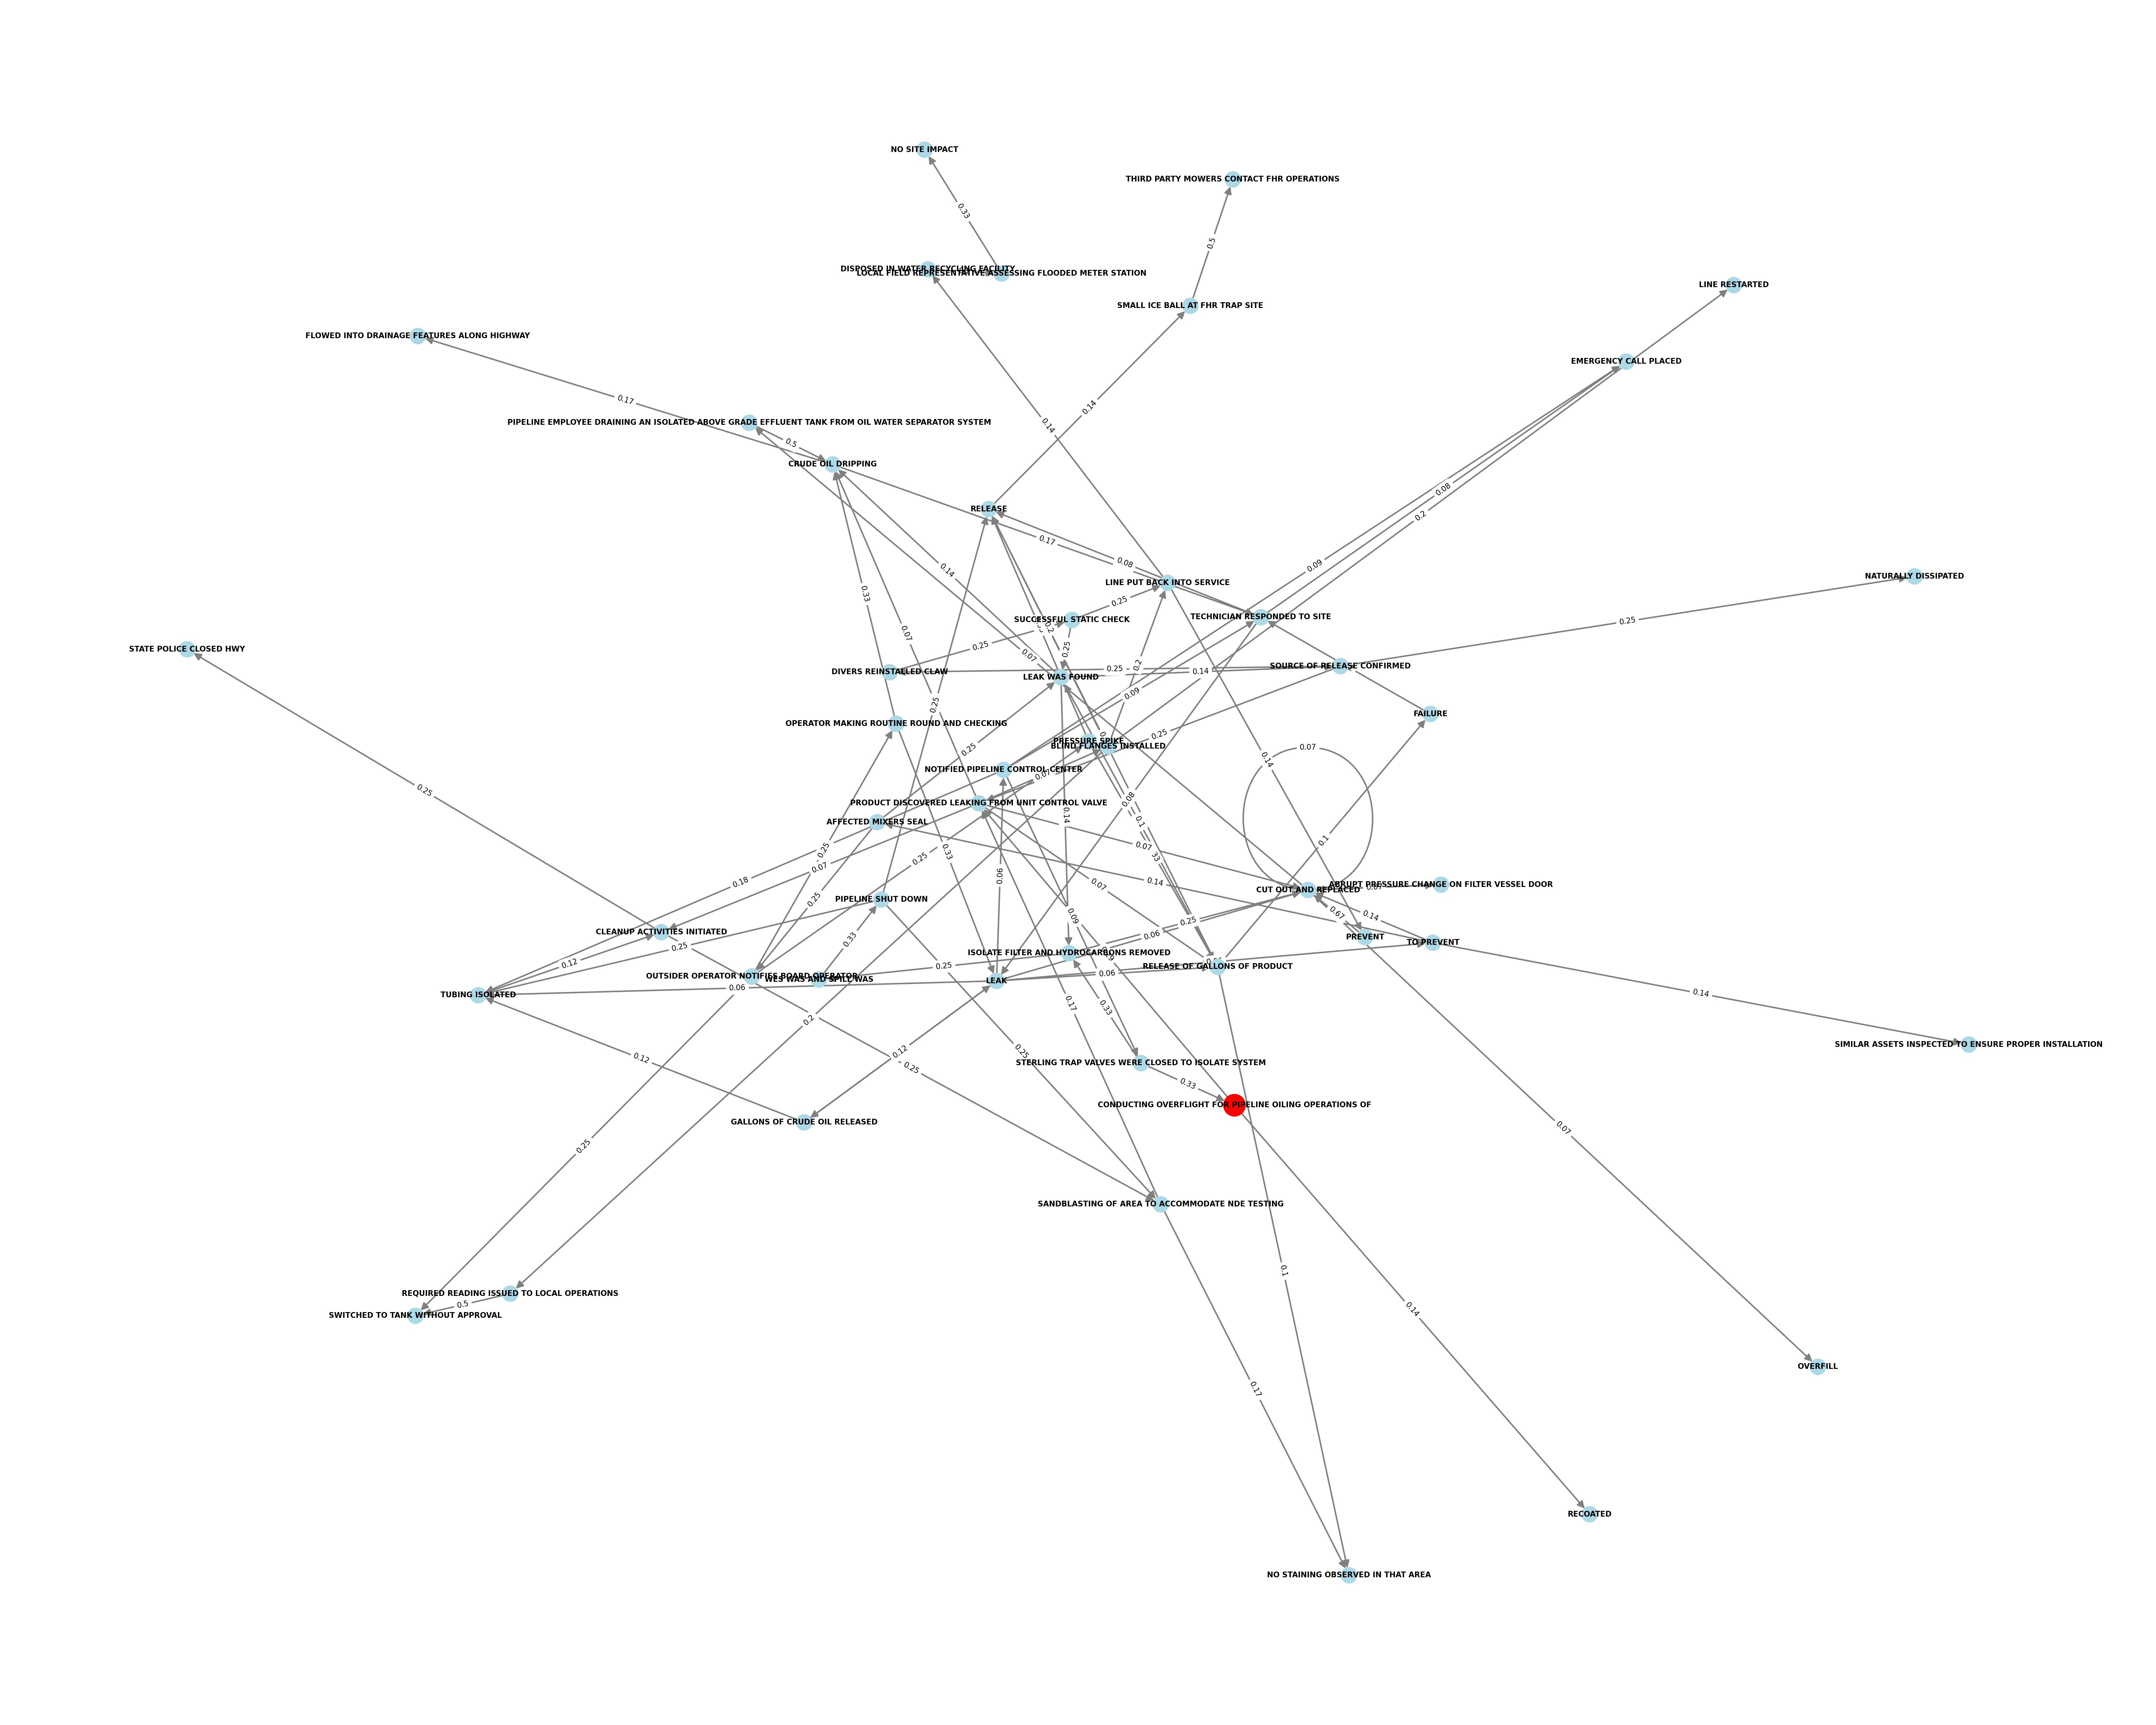 NO SITE IMPACT
THIRD PARTY MOWERS CONTACT FHR OPERATIONS
0.33
0.5
DISPOSED IN WATER RECYCLING FACILITY
LOCAL FIELD REPRESENTATIVE ASSESSING FLOODED METER STATION
LINE RESTARTED
SMALL ICE BALL AT FHR TRAP SITE
FLOWED INTO DRAINAGE FEATURES ALONG HIGHWAY
EMERGENCY CALL PLACED
0.17
0.14
PIPELINE EMPLOYEE DRAINING AN ISOLATED ABOVE GRADE EFFLUENT TANK FROM OIL WATER SEPARATOR SYSTEM
0.14
0.5
CRUDE OIL DRIPPING
0.08
RELEASE
0.2
0.17
0.08
0.09
0.14
NATURALLY DISSIPATED
LINE PUT BACK INTO SERVICE
0.33
0.25
TECHNICIAN RESPONDED TO SITE
SUCCESSFUL STATIC CHECK
0.25
0.2
0.07
0.25
0.25
STATE POLICE CLOSED HWY
0.07
0.2
SOURCE OF RELEASE CONFIRMED
DIVERS REINSTALLED CLAW
0.25
0.14
LEAK WAS FOUND
0.09
0.25
FAILURE
OPERATOR MAKING ROUTINE ROUND AND CHECKING
0.25
PRESSURE SPIKE
BLIND FLANGES INSTALLED
0.25
0.07
0.14
NOTIFIED PIPELINE CONTROL CENTER
0.07
0.25
PRODUCT DISCOVERED LEAKING FROM UNIT CONTROL VALVE
0.08
0.14
AFFECTED MIXERS SEAL
0.1
0.1
0.07
0.25
0.33
0.25
33
0.07
0.06
0.18
0.14
0.07
CUT OUT AND REPLACED
ABRUPT PRESSURE CHANGE ON FILTER VESSEL DOOR
0.07
PIPELINE SHUT DOWN
0.25
0.67
0.14
0.09
0.25
CLEANUP ACTIVITIES INITIATED
0.06
PREVENT
TO PREVENT
0.33
0.25
ISOLATE FILTER AND HYDROCARBONS REMOVED
0.12
0.25
RELEASE OF GALLONS OF PRODUCT
0.06
OUTSIDER OPERATOR NOTIFIES BOARD OPERATOR
WES WAS AND SPILL WAS
LEAK
0.06
TUBING ISOLATED
0.14
0.17
0.33
0.2
SIMILAR ASSETS INSPECTED TO ENSURE PROPER INSTALLATION
0.12
0.25
0.12
0.25
STERLING TRAP VALVES WERE CLOSED TO ISOLATE SYSTEM
0.33
CONDUCTING OVERFLIGHT FOR PIPELINE OILING OPERATIONS OF
GALLONS OF CRUDE OIL RELEASED
0.07
0.25
SANDBLASTING OF AREA TO ACCOMMODATE NDE TESTING
0.1
REQUIRED READING ISSUED TO LOCAL OPERATIONS
0.5
0.14
SWITCHED TO TANK WITHOUT APPROVAL
OVERFILL
0.17
RECOATED
NO STAINING OBSERVED IN THAT AREA